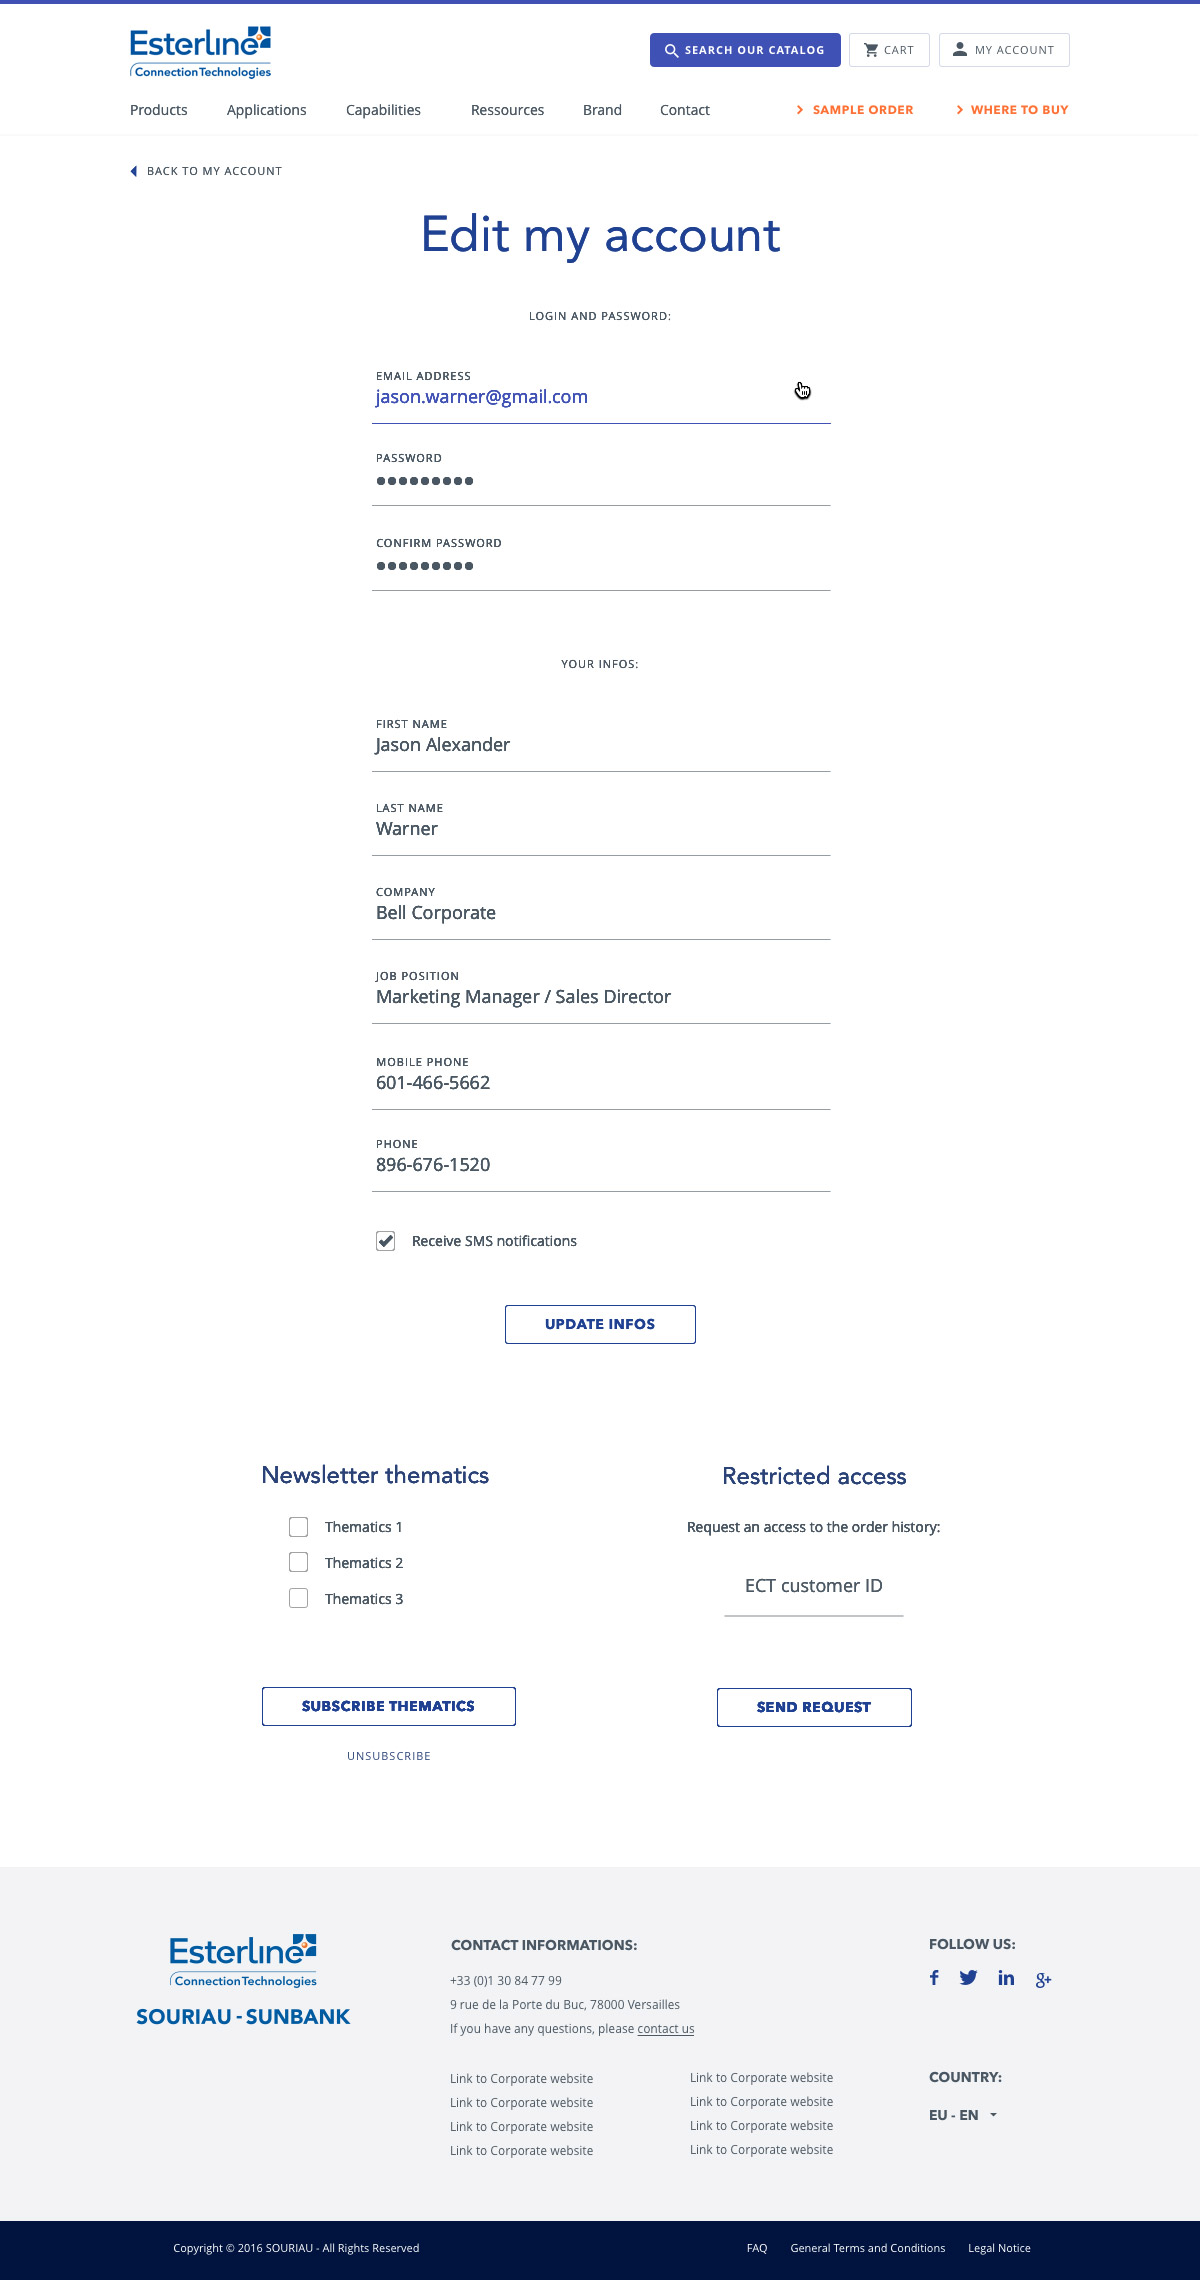 Esterline
Connection Technologies
SEARCH OUR CATALOG
CART
MY ACCOUNT
Products
Applications
Capabilities
Ressources
Brand
Contact
SAMPLE ORDER
WHERE TO BUY
BACK TO MY ACCOUNT
Edit my account
LOGIN AND PASSWORD:
EMAIL ADDRESS
jason.warner@gmail.com
PASSWORD
CONFIRM PASSWORD
YOUR INFOS:
FIRST NAME
Jason Alexander
LAST NAME
Warner
COMPANY
Bell Corporate
JOB POSITION
Marketing Manager / Sales Director
MOBILE PHONE
601-466-5662
PHONE
896-676-1520
Receive SMS notifications
UPDATE INFOS
Newsletter thematics
Thematics 1
Thematics 2
Thematics 3
SUBSCRIBE THEMATICS
UNSUBSCRIBE
Restricted access
Request an access to the order history:
ECT customer ID
SEND REQUEST
Esterline
Connection Technologies
SOURIAU - SUNBANK
CONTACT INFORMATIONS:
+33 (0)1 30 84 77 99
9 rue de la Porte du Buc, 78000 Versailles
If you have any questions, please contact us
Link to Corporate website
Link to Corporate website
Link to Corporate website
Link to Corporate website
Link to Corporate website
Link to Corporate website
Link to Corporate website
Link to Corporate website
FOLLOW US:
COUNTRY:
EU - EN
Copyright © 2016 SOURIAU - All Rights Reserved
FAQ
General Terms and Conditions
Legal Notice